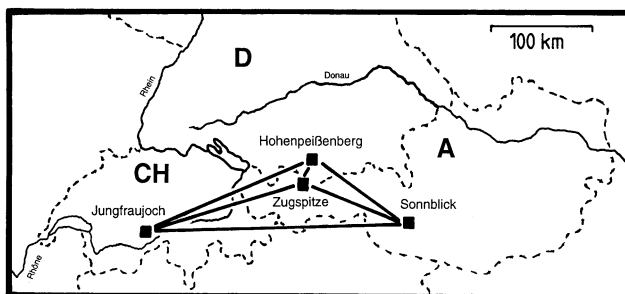 D
100 km
Rhein
Donau
Hohenpeißenberg
A
CH
Zugspitze
Sonnblick
Jungfraujoch
Rhône